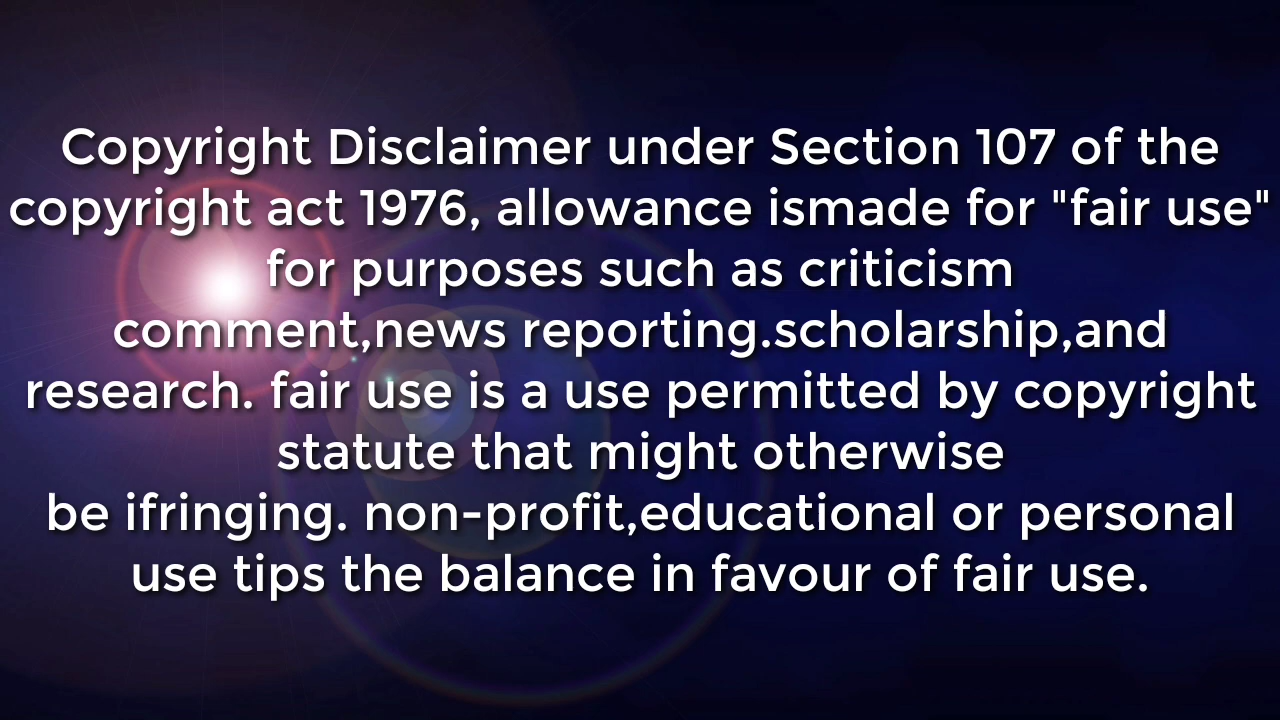 Copyright Disclaimer under Section 107 of the
copyright act 1976, allowance ismade for "fair use"
for purposes such as criticism
comment,news reporting.scholarship,and
research. fair use is a use permitted by copyright
statute that might otherwise
be ifringing. non-profit,educational or personal
use tips the balance in favour of fair use.